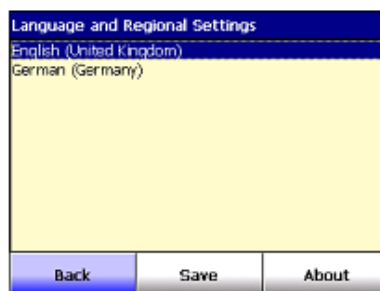 Language and Regional Settings
English (United Kingdom)
German (Germany)
Back Save About